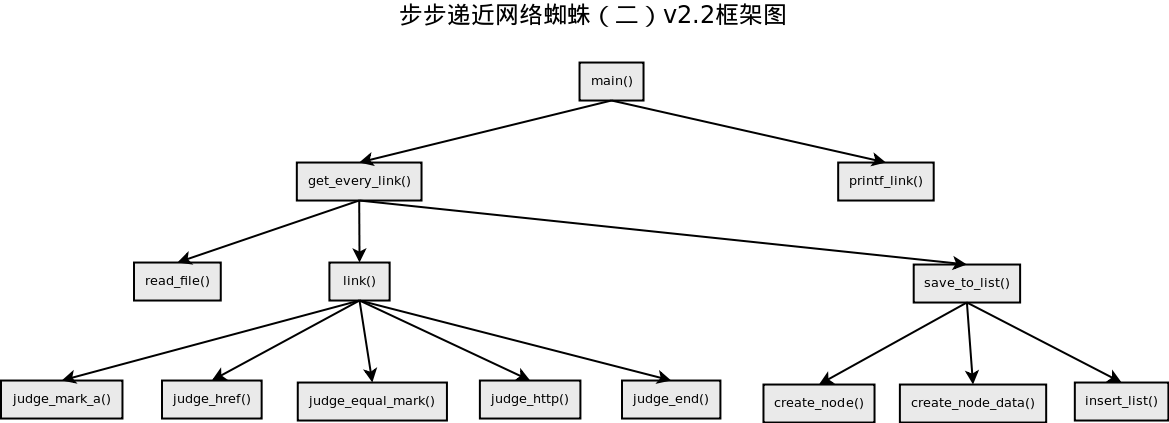 步步递近网络蜘蛛（二）v2.2框架图
main()
get_every_link()
printf_link()
read_file()
link()
save_to_list()
judge_mark_a()
judge_href()
judge_equal_mark()
judge_http()
judge_end()
create_node()
create_node_data()
insert_list()